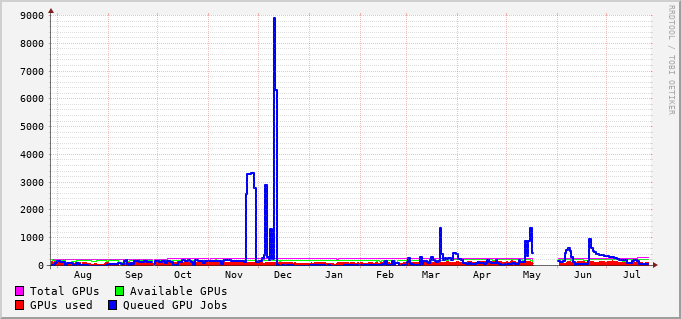 9000
8000
7000
6000
5000
4000
3000
2000
1000
0
Aug Sep Oct Nov Dec Jan Feb Mar Apr May Jun Jul
Total GPUs Available GPUs
GPUs used Queued GPU Jobs
RRDTOOL / TOBI OETIKER